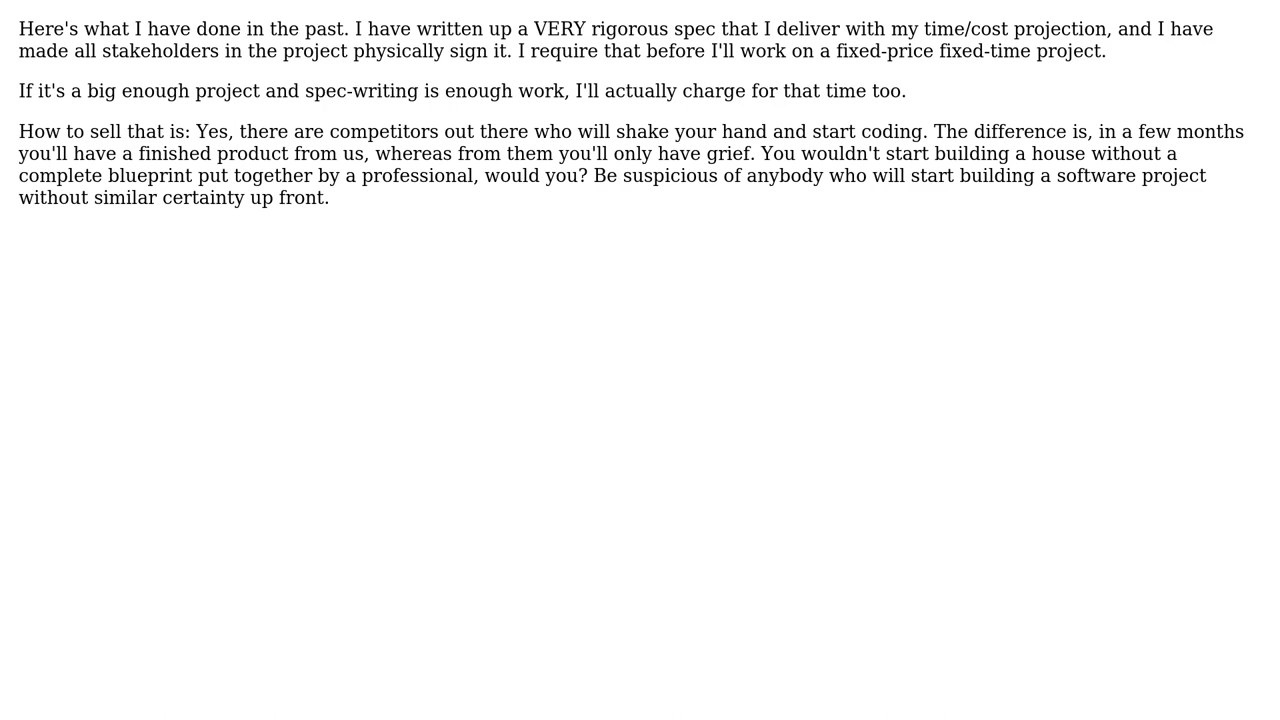 Here's what I have done in the past. I have written up a VERY rigorous spec that I deliver with my time/cost projection, and I have
made all stakeholders in the project physically sign it. I require that before I'll work on a fixed-price fixed-time project.
If it's a big enough project and spec-writing is enough work, I'll actually charge for that time too.
How to sell that is: Yes, there are competitors out there who will shake your hand and start coding. The difference is, in a few months
you'll have a finished product from us, whereas from them you'll only have grief. You wouldn't start building a house without a
complete blueprint put together by a professional, would you? Be suspicious of anybody who will start building a software project
without similar certainty up front.